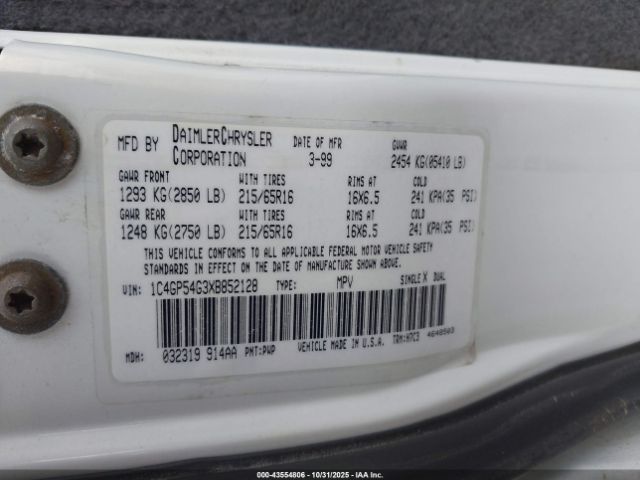 MFD BY DAIMLERCHRYSLER CORPORATION DATE OF MFR 3-99 GVWR 2454 KG(05410 LB)
GAWR FRONT WITH TIRES RIMS AT COLD
1293 KG(2850 LB) 215/65R16 16X6.5 241 KPA(35 PSI)
GAWR REAR WITH TIRES RIMS AT COLD
1248 KG(2750 LB) 215/65R16 16X6.5 241 KPA(35 PSI)
THIS VEHICLE CONFORMS TO ALL APPLICABLE FEDERAL MOTOR VEHICLE SAFETY
STANDARDS IN EFFECT ON THE DATE OF MANUFACTURE SHOWN ABOVE.
VIN: 1C4GP54G3XB852128 TYPE: MPV SINGLE X DUAL
MDH: 032319 914AA PNT: PWP VEHICLE MADE IN U.S.A. TRM: H7C3 4648503
000-43554806 - 10/31/2025 - IAA Inc.